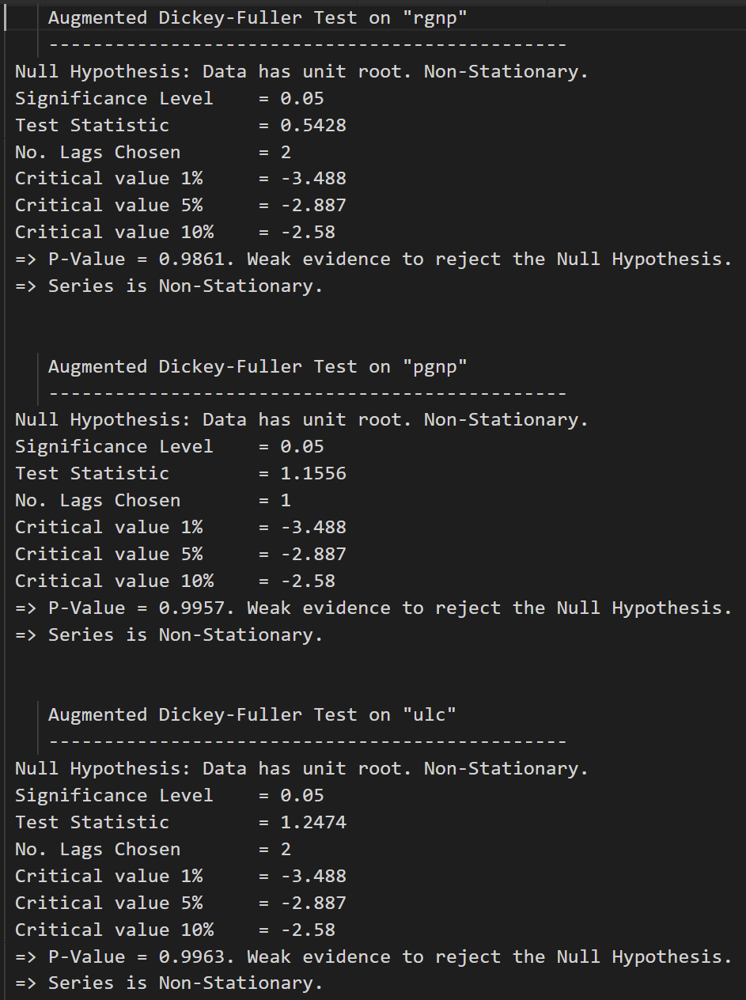 Augmented Dickey-Fuller Test on "rgnp"
-----------------------------------------------
Null Hypothesis: Data has unit root. Non-Stationary.
Significance Level    = 0.05
Test Statistic        = 0.5428
No. Lags Chosen       = 2
Critical value 1%     = -3.488
Critical value 5%     = -2.887
Critical value 10%    = -2.58
=> P-Value = 0.9861. Weak evidence to reject the Null Hypothesis.
=> Series is Non-Stationary.
Augmented Dickey-Fuller Test on "pgnp"
-----------------------------------------------
Null Hypothesis: Data has unit root. Non-Stationary.
Significance Level    = 0.05
Test Statistic        = 1.1556
No. Lags Chosen       = 1
Critical value 1%     = -3.488
Critical value 5%     = -2.887
Critical value 10%    = -2.58
=> P-Value = 0.9957. Weak evidence to reject the Null Hypothesis.
=> Series is Non-Stationary.
Augmented Dickey-Fuller Test on "ulc"
-----------------------------------------------
Null Hypothesis: Data has unit root. Non-Stationary.
Significance Level    = 0.05
Test Statistic        = 1.2474
No. Lags Chosen       = 2
Critical value 1%     = -3.488
Critical value 5%     = -2.887
Critical value 10%    = -2.58
=> P-Value = 0.9963. Weak evidence to reject the Null Hypothesis.
=> Series is Non-Stationary.